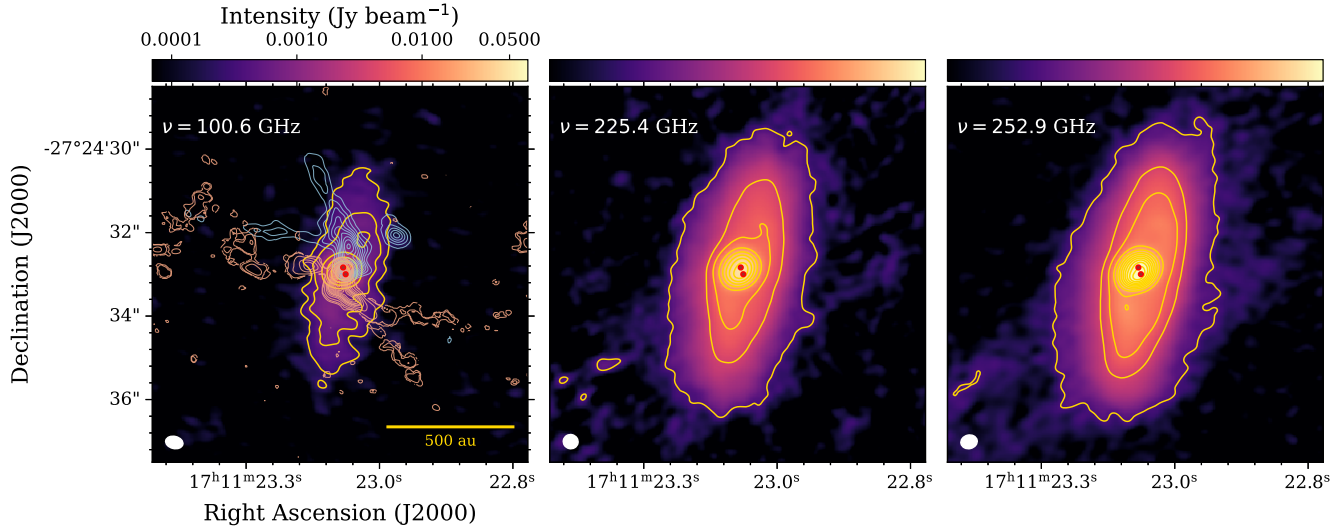 Intensity (Jy beam⁻¹)
0.0001 0.0010 0.0100 0.0500
ν = 100.6 GHz
ν = 225.4 GHz
ν = 252.9 GHz
-27°24'30"
32"
34"
36"
Declination (J2000)
500 au
17ʰ11ᵐ23.3ˢ 23.0ˢ 22.8ˢ
17ʰ11ᵐ23.3ˢ 23.0ˢ 22.8ˢ
17ʰ11ᵐ23.3ˢ 23.0ˢ 22.8ˢ
Right Ascension (J2000)